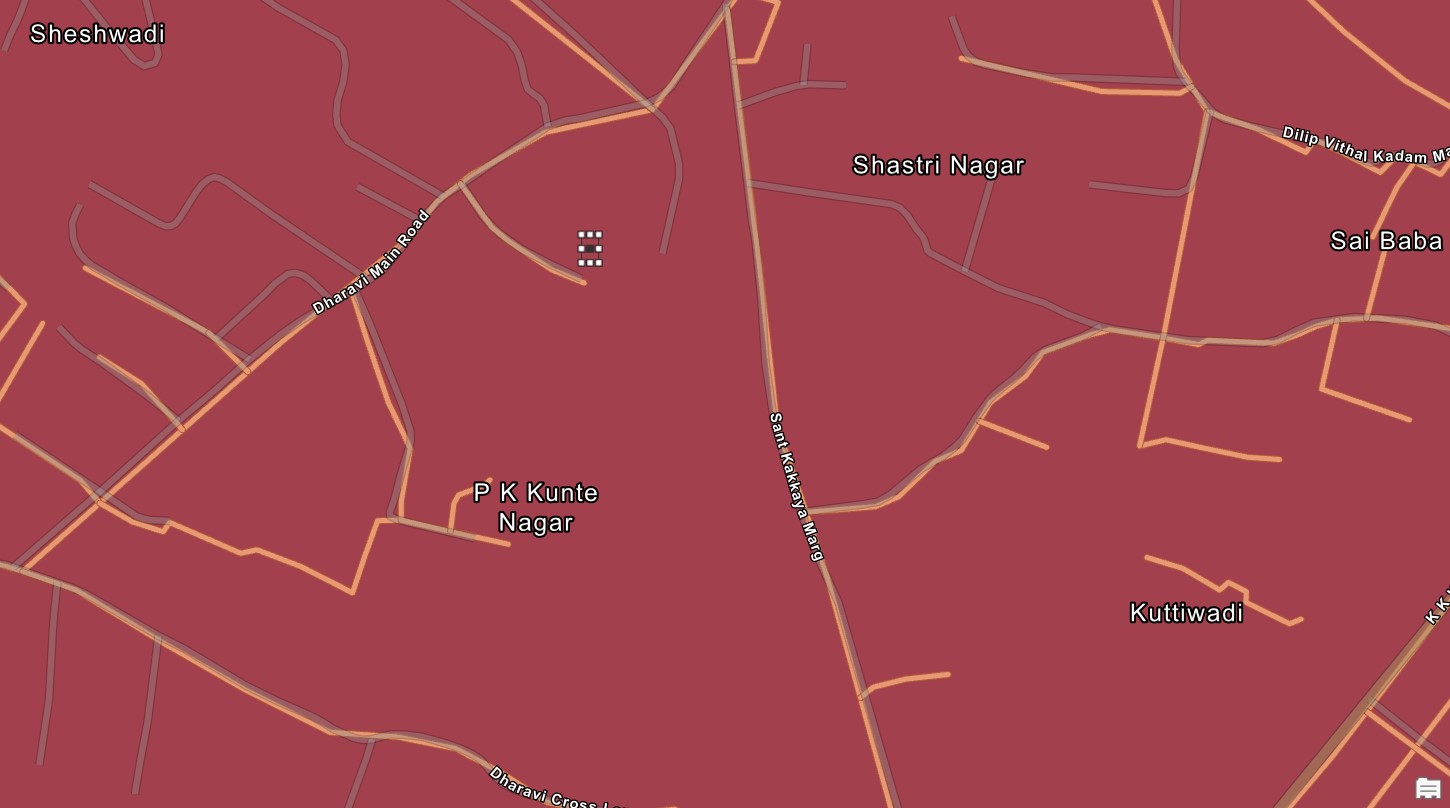 Sheshwadi
Dilip Vithal Kadam
Shastri Nagar
Sai Baba
Dharavi Main Road
Sant Kakkaya Marg
P K Kunte
Nagar
K K
Kuttiwadi
Dharavi Cross